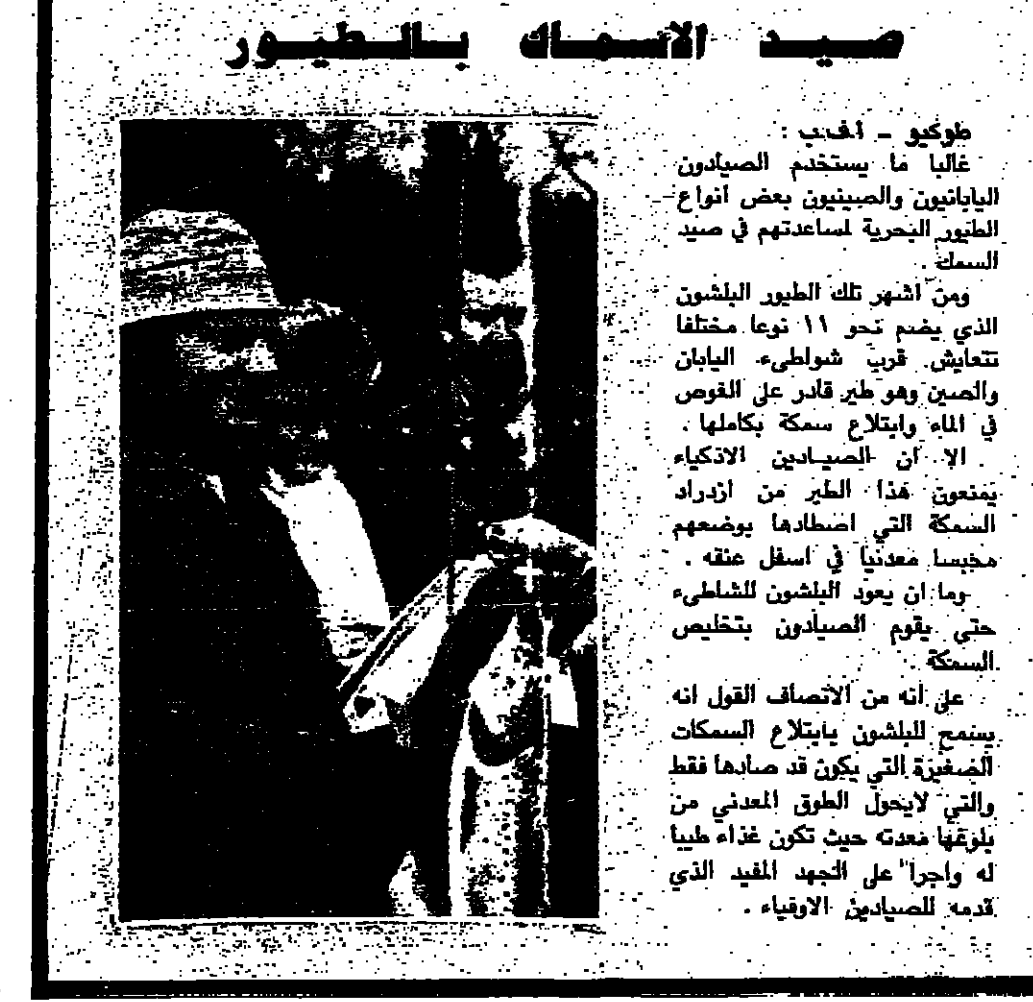 صيد الاسماك بالطيور
طوكيو ـ أ.ف.ب :
غالبا ما يستخدم الصيادون
اليابانيون والصينيون بعض أنواع
الطيور البحرية لمساعدتهم في صيد
السمك .
ومن أشهر تلك الطيور البلشون
الذي يضم نحو ١١ نوعا مختلفا
تتعايش قرب شواطىء اليابان
والصين وهو طير قادر على الغوص
في الماء وابتلاع سمكة بكاملها .
الا ان الصيادين الاذكياء
يمنعون هذا الطير من ازدراد
السمكة التي اصطادها بوضعهم
محبسا معدنيا في اسفل عنقه .
وما ان يعود البلشون للشاطىء
حتى يقوم الصيادون بتخليص
السمكة .
على أنه من الانصاف القول انه
يسمح للبلشون بابتلاع السمكات
الصغيرة التي يكون قد صادها فقط
والتي لايحول الطوق المعدني من
بلوغها معدته حيث تكون غذاء طيبا
له واجرا على الجهد المفيد الذي
قدمه للصيادين الاوفياء .